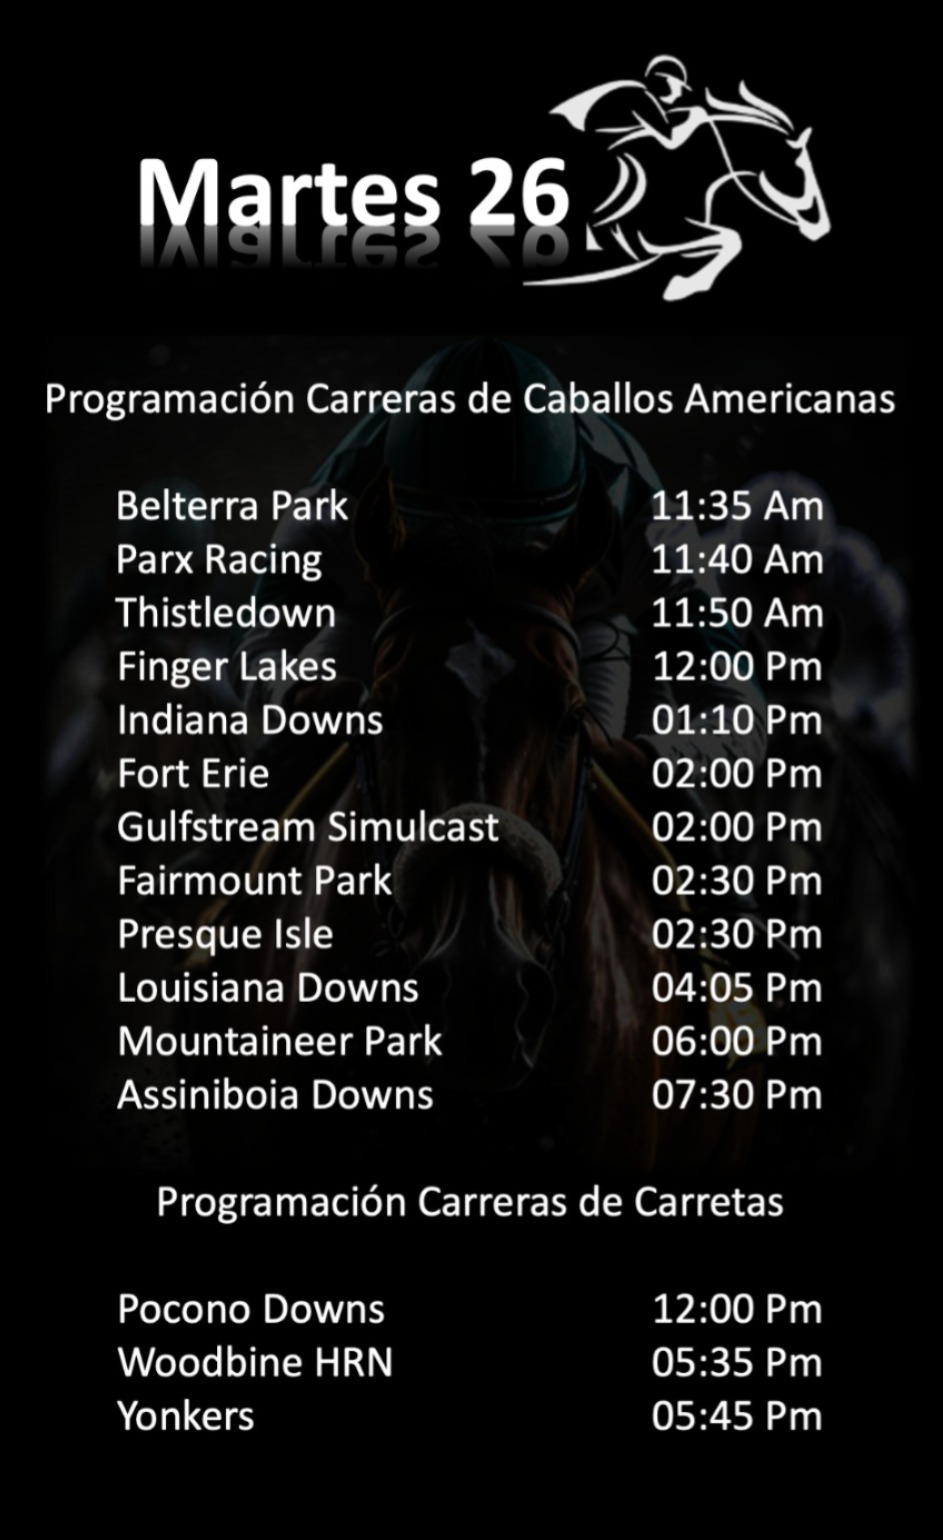 Martes 26
Programación Carreras de Caballos Americanas
Belterra Park 11:35 Am
Parx Racing 11:40 Am
Thistledown 11:50 Am
Finger Lakes 12:00 Pm
Indiana Downs 01:10 Pm
Fort Erie 02:00 Pm
Gulfstream Simulcast 02:00 Pm
Fairmount Park 02:30 Pm
Presque Isle 02:30 Pm
Louisiana Downs 04:05 Pm
Mountaineer Park 06:00 Pm
Assiniboia Downs 07:30 Pm
Programación Carreras de Carretas
Pocono Downs 12:00 Pm
Woodbine HRN 05:35 Pm
Yonkers 05:45 Pm